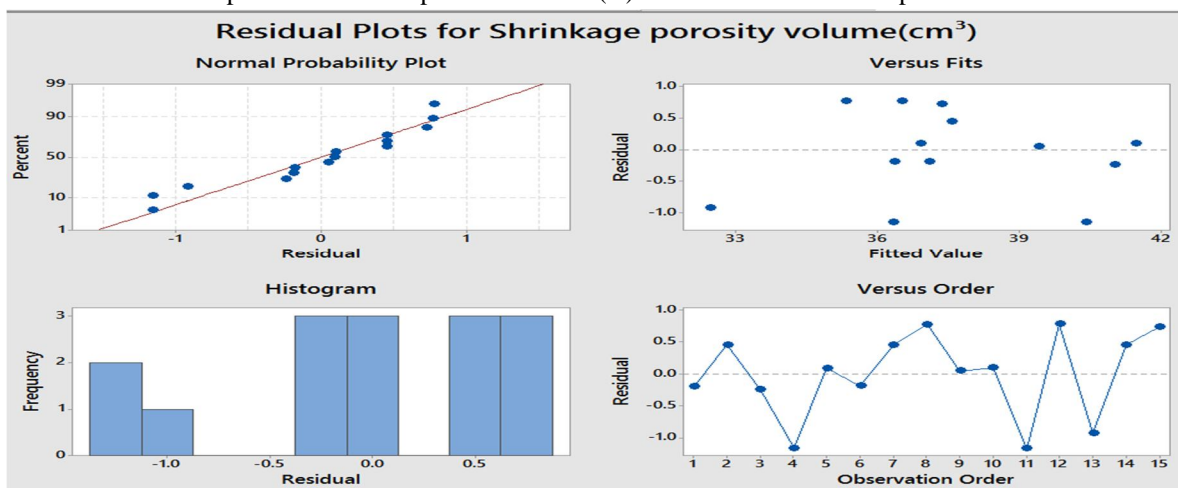 Residual Plots for Shrinkage porosity volume(cm³)
Normal Probability Plot
99
90
50
10
1
Percent
-1 0 1
Residual
Versus Fits
1.0
0.5
0.0
-0.5
-1.0
Residual
33 36 39 42
Fitted Value
Histogram
3
2
1
0
Frequency
-1.0 -0.5 0.0 0.5
Residual
Versus Order
1.0
0.5
0.0
-0.5
-1.0
Residual
1 2 3 4 5 6 7 8 9 10 11 12 13 14 15
Observation Order